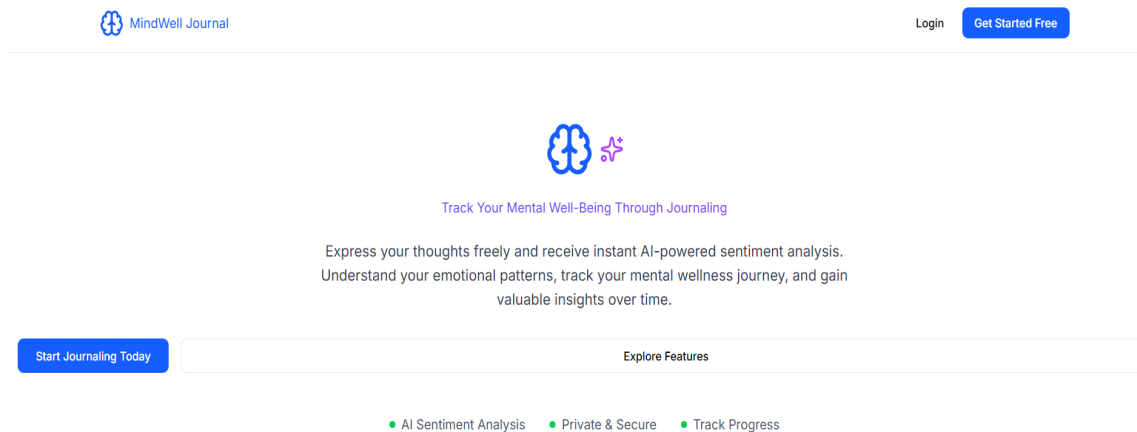 MindWell Journal
Login
Get Started Free
Track Your Mental Well-Being Through Journaling
Express your thoughts freely and receive instant AI-powered sentiment analysis.
Understand your emotional patterns, track your mental wellness journey, and gain
valuable insights over time.
Start Journaling Today
Explore Features
AI Sentiment Analysis
Private & Secure
Track Progress